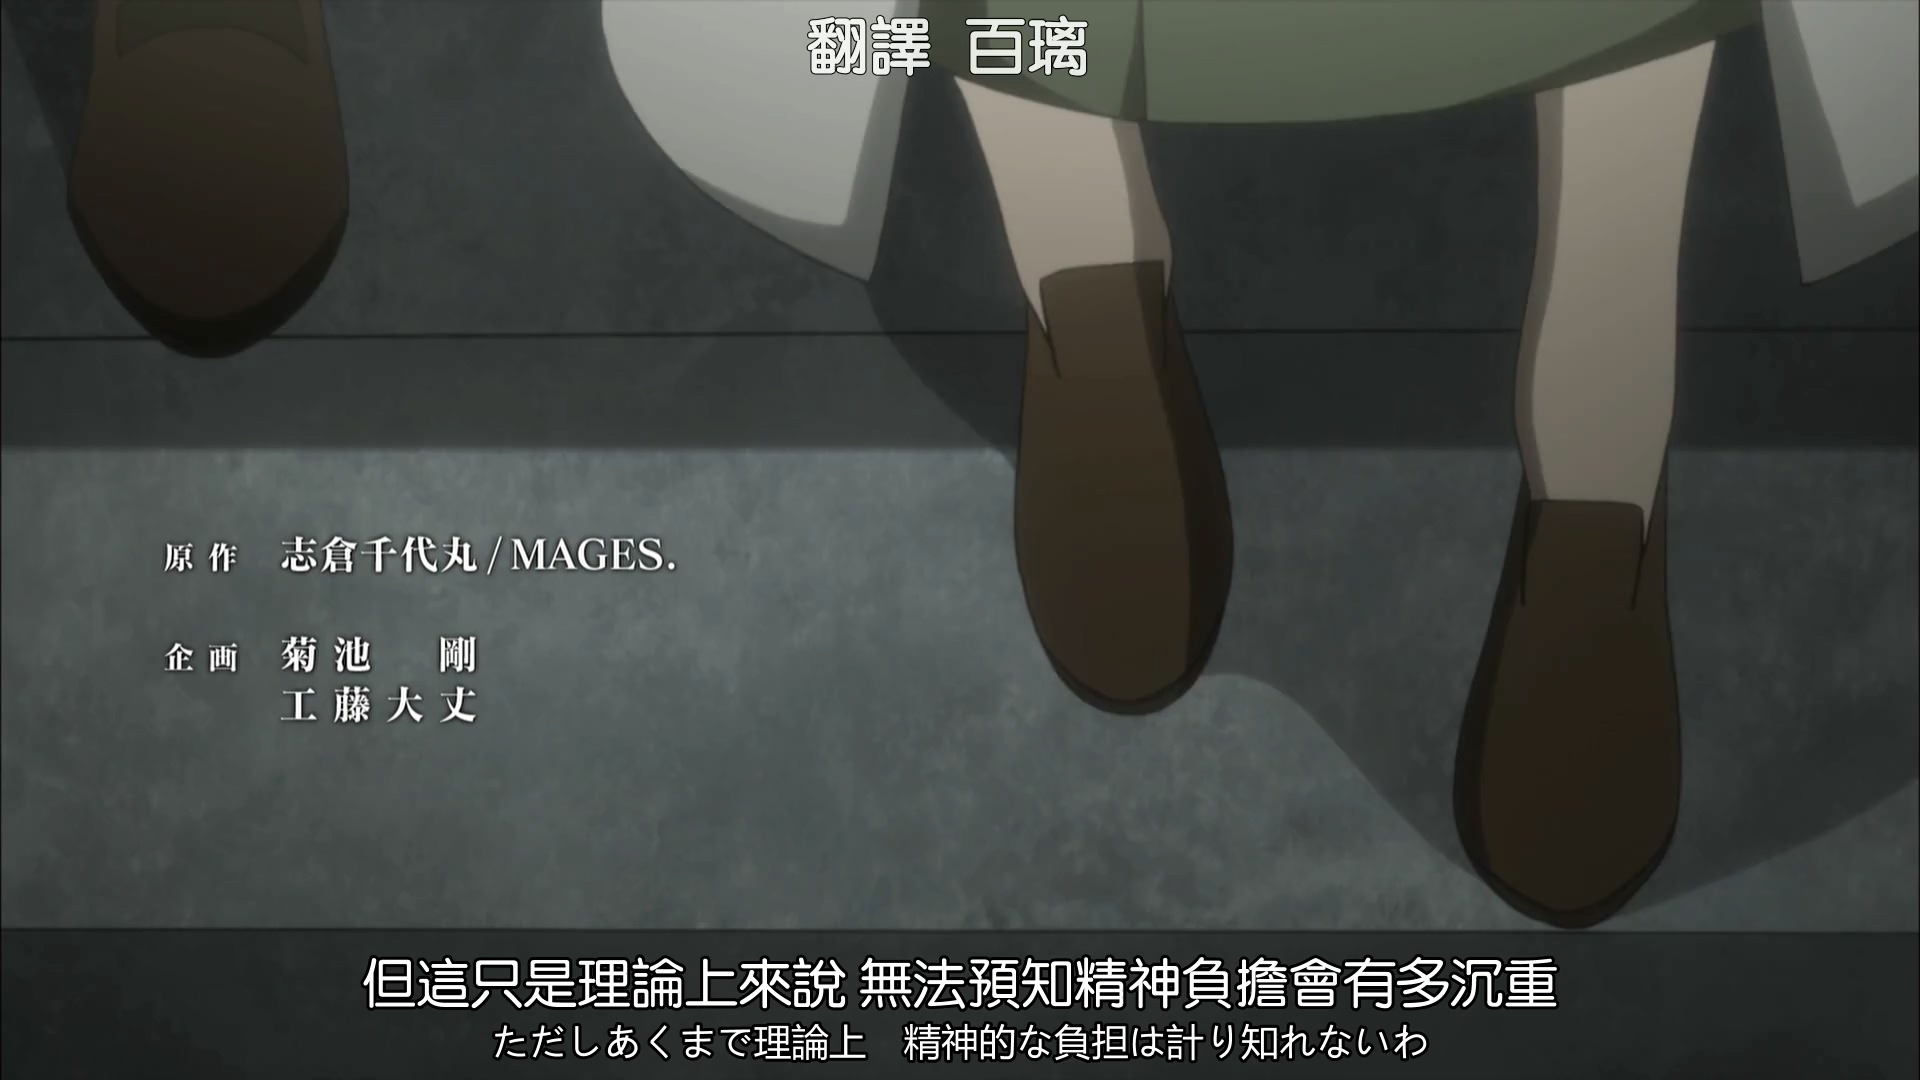 翻譯 百璃
原作 志倉千代丸/MAGES.
企画 菊池 剛
工藤大丈
但這只是理論上來說 無法預知精神負擔會有多沉重
ただしあくまで理論上 精神的な負担は計り知れないわ